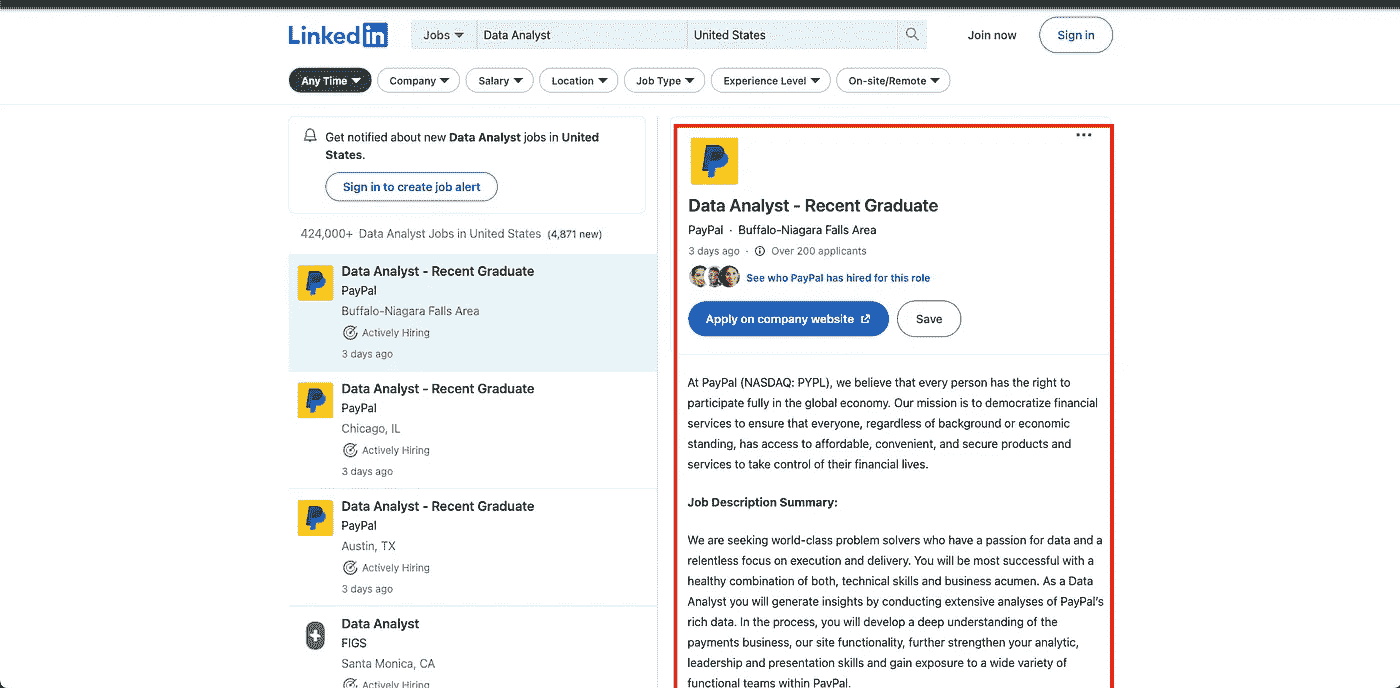 LinkedIn
Jobs
Data Analyst
United States
Join now
Sign in
Any Time
Company
Salary
Location
Job Type
Experience Level
On-site/Remote
Get notified about new Data Analyst jobs in United
States.
Sign in to create job alert
424,000+ Data Analyst Jobs in United States (4,871 new)
Data Analyst - Recent Graduate
PayPal
Buffalo-Niagara Falls Area
Actively Hiring
3 days ago
Data Analyst - Recent Graduate
PayPal
Chicago, IL
Actively Hiring
3 days ago
Data Analyst - Recent Graduate
PayPal
Austin, TX
Actively Hiring
3 days ago
Data Analyst
FIGS
Santa Monica, CA
Actively Hiring
Data Analyst - Recent Graduate
PayPal · Buffalo-Niagara Falls Area
3 days ago · Over 200 applicants
See who PayPal has hired for this role
Apply on company website
Save
At PayPal (NASDAQ: PYPL), we believe that every person has the right to
participate fully in the global economy. Our mission is to democratize financial
services to ensure that everyone, regardless of background or economic
standing, has access to affordable, convenient, and secure products and
services to take control of their financial lives.
Job Description Summary:
We are seeking world-class problem solvers who have a passion for data and a
relentless focus on execution and delivery. You will be most successful with a
healthy combination of both, technical skills and business acumen. As a Data
Analyst you will generate insights by conducting extensive analyses of PayPal's
rich data. In the process, you will develop a deep understanding of the
payments business, our site functionality, further strengthen your analytic,
leadership and presentation skills and gain exposure to a wide variety of
functional teams within PayPal.